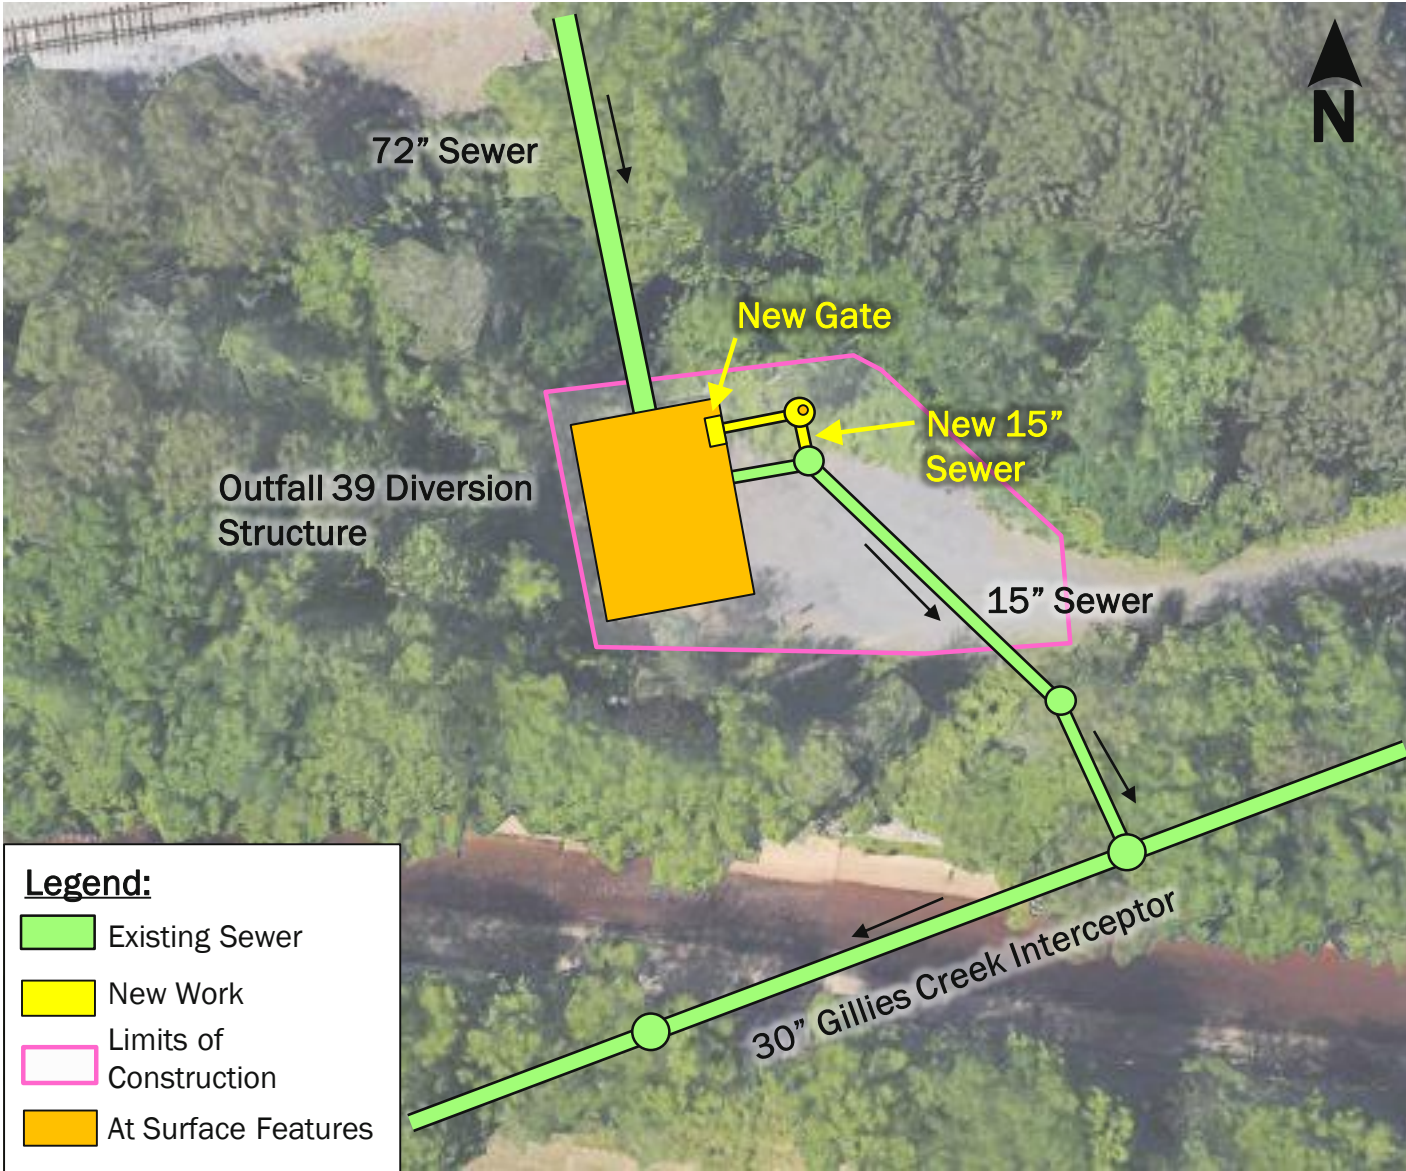 N
72” Sewer
New Gate
New 15”
Sewer
Outfall 39 Diversion
Structure
15” Sewer
30” Gillies Creek Interceptor
Legend:
Existing Sewer
New Work
Limits of
Construction
At Surface Features